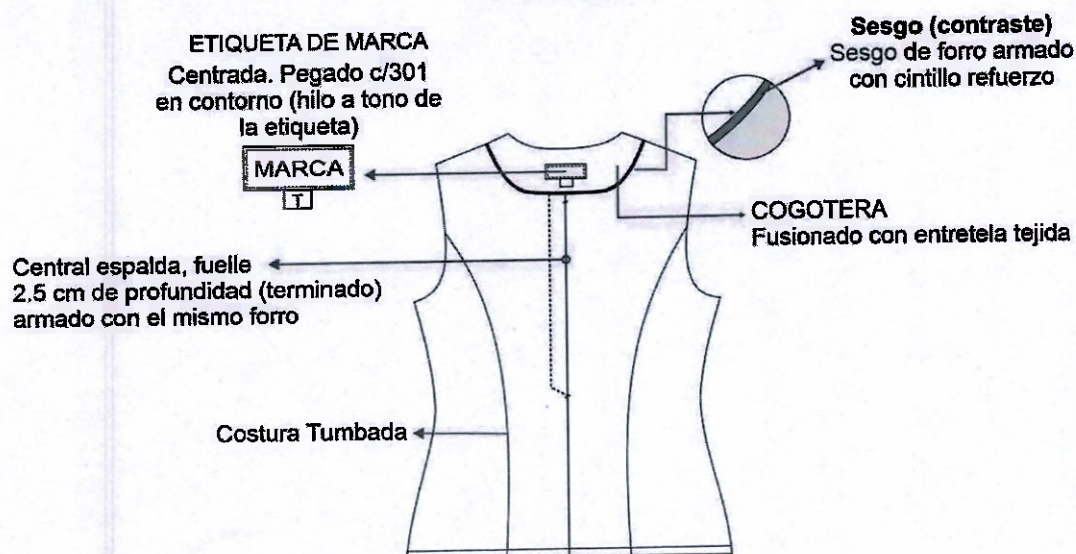 ETIQUETA DE MARCA
Centrada. Pegado c/301
en contorno (hilo a tono de
la etiqueta)
MARCA
T
Sesgo (contraste)
Sesgo de forro armado
con cintillo refuerzo
COGOTERA
Fusionado con entretela tejida
Central espalda, fuelle
2,5 cm de profundidad (terminado)
armado con el mismo forro
Costura Tumbada